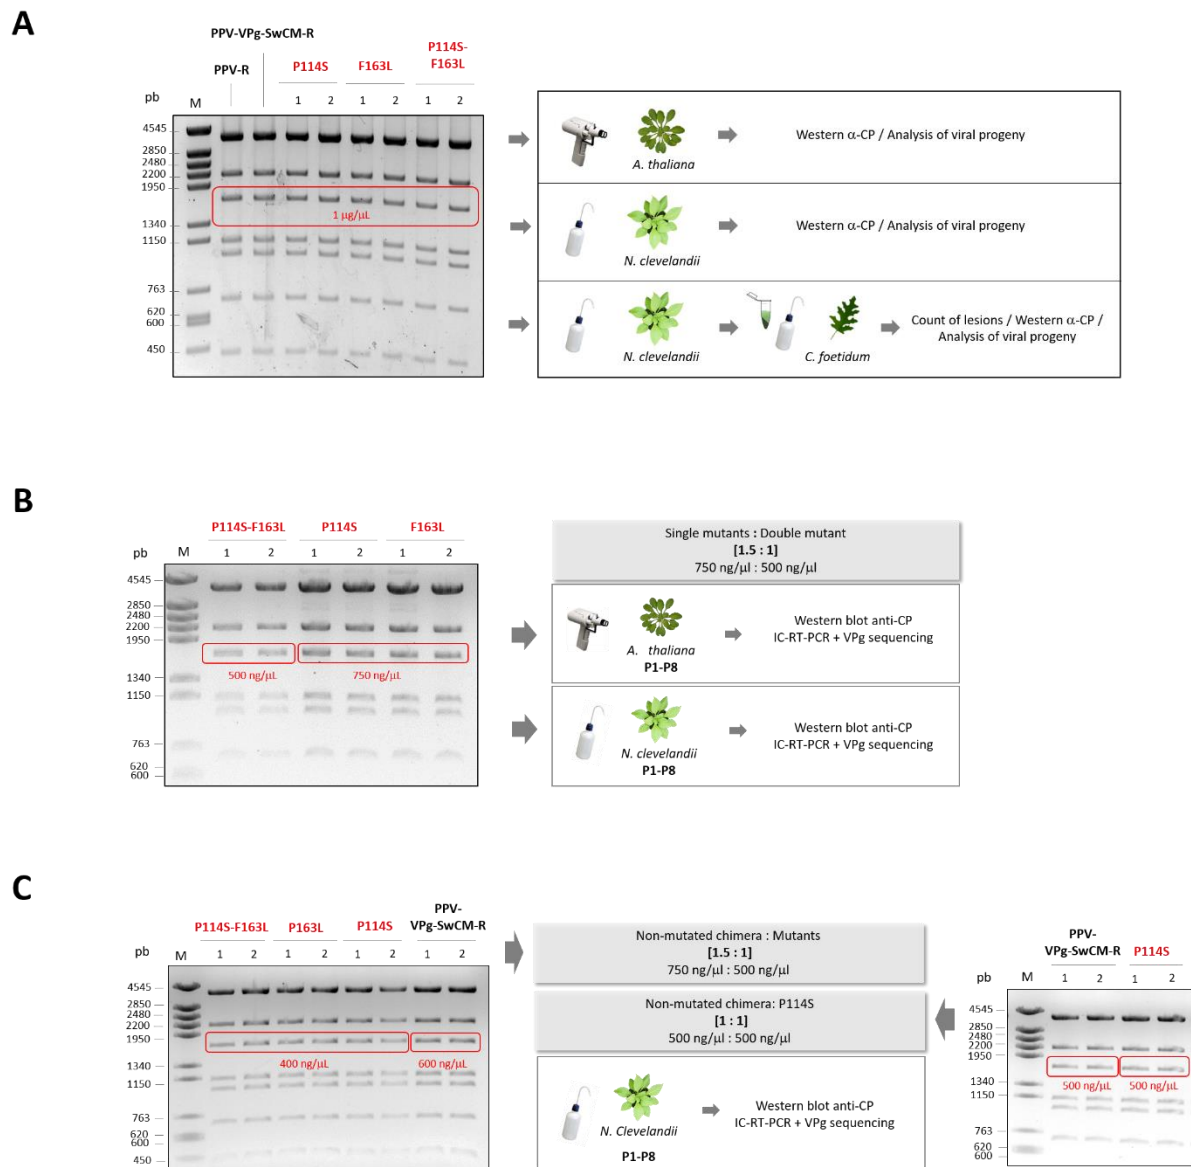 A
PPV-VPg-SwCM-R
PPV-R
P114S
F163L
P114S-
F163L
pb
M
1 2 1 2 1 2
4545
2850
2480
2200
1950
1340
1150
763
620
600
450
1 µg/µL
A. thaliana
Western α-CP / Analysis of viral progeny
N. clevelandii
Western α-CP / Analysis of viral progeny
N. clevelandii
C. foetidum
Count of lesions / Western α-CP /
Analysis of viral progeny
B
P114S-F163L P114S F163L
pb M 1 2 1 2 1 2
4545
2850
2480
2200
1950
1340
1150
763
620
600
500 ng/µL
750 ng/µL
Single mutants : Double mutant
[1.5 : 1]
750 ng/µl : 500 ng/µl
A. thaliana
P1-P8
Western blot anti-CP
IC-RT-PCR + VPg sequencing
N. clevelandii
P1-P8
Western blot anti-CP
IC-RT-PCR + VPg sequencing
C
P114S-F163L P163L P114S
PPV-
VPg-SwCM-R
pb M 1 2 1 2 1 2 1 2
4545
2850
2480
2200
1950
1340
1150
763
620
600
450
400 ng/µL
600 ng/µL
Non-mutated chimera : Mutants
[1.5 : 1]
750 ng/µl : 500 ng/µl
Non-mutated chimera: P114S
[1 : 1]
500 ng/µl : 500 ng/µl
N. Clevelandii
P1-P8
Western blot anti-CP
IC-RT-PCR + VPg sequencing
PPV-
VPg-SwCM-R P114S
pb M 1 2 1 2
4545
2850
2480
2200
1950
1340
1150
763
620
600
500 ng/µL
500 ng/µL